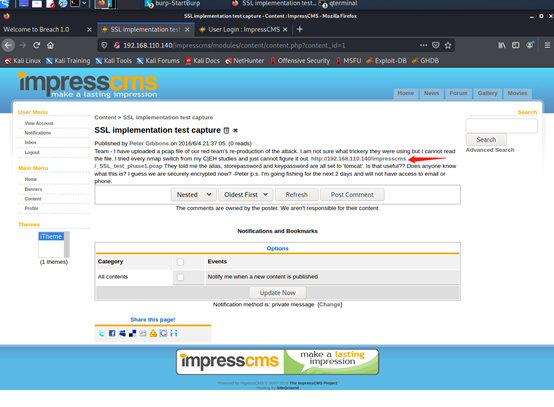 burp-StartBurp
SSL implementation test...
qterminal
SSL implementation test capture - Content : ImpressCMS - Mozilla Firefox
Welcome to Breach 1.0
SSL implementation test c
User Login : ImpressCMS
192.168.110.140/impresscms/modules/content/content.php?content_id=1
Kali Linux
Kali Training
Kali Tools
Kali Forums
Kali Docs
NetHunter
Offensive Security
MSFU
Exploit-DB
GHDB
impresscms
make a lasting impression
Home
News
Forum
Gallery
Movies
User Menu
View Account
Notifications
Inbox
Logout
Main Menu
Home
Banners
Content
Profile
Themes
iTheme
(1 themes)
Content > SSL implementation test capture
SSL implementation test capture
Published by Peter Gibbons on 2016/6/4 21:37:05. (0 reads)
Team - I have uploaded a pcap file of our red team's re-production of the attack. I am not sure what trickery they were using but I cannot read
the file. I tried every nmap switch from my C|EH studies and just cannot figure it out. http://192.168.110.140/impresscms
/_SSL_test_phase1.pcap They told me the alias, storepassword and keypassword are all set to 'tomcat'. Is that useful?? Does anyone
know what this is? I guess we are securely encrypted now? -Peter p.s. I'm going fishing for the next 2 days and will not have access to email or
phone.
Nested
Oldest First
Refresh
Post Comment
The comments are owned by the poster. We aren't responsible for their content.
Notifications and Bookmarks
Options
Category
Events
All contents
Notify me when a new content is published
Update Now
Notification method is: private message [Change]
Share this page!
Search
Search
Advanced Search
impresscms
make a lasting
impression
Powered by ImpressCMS © 2007-2010 The ImpressCMS Project
Hosting by SiteGround